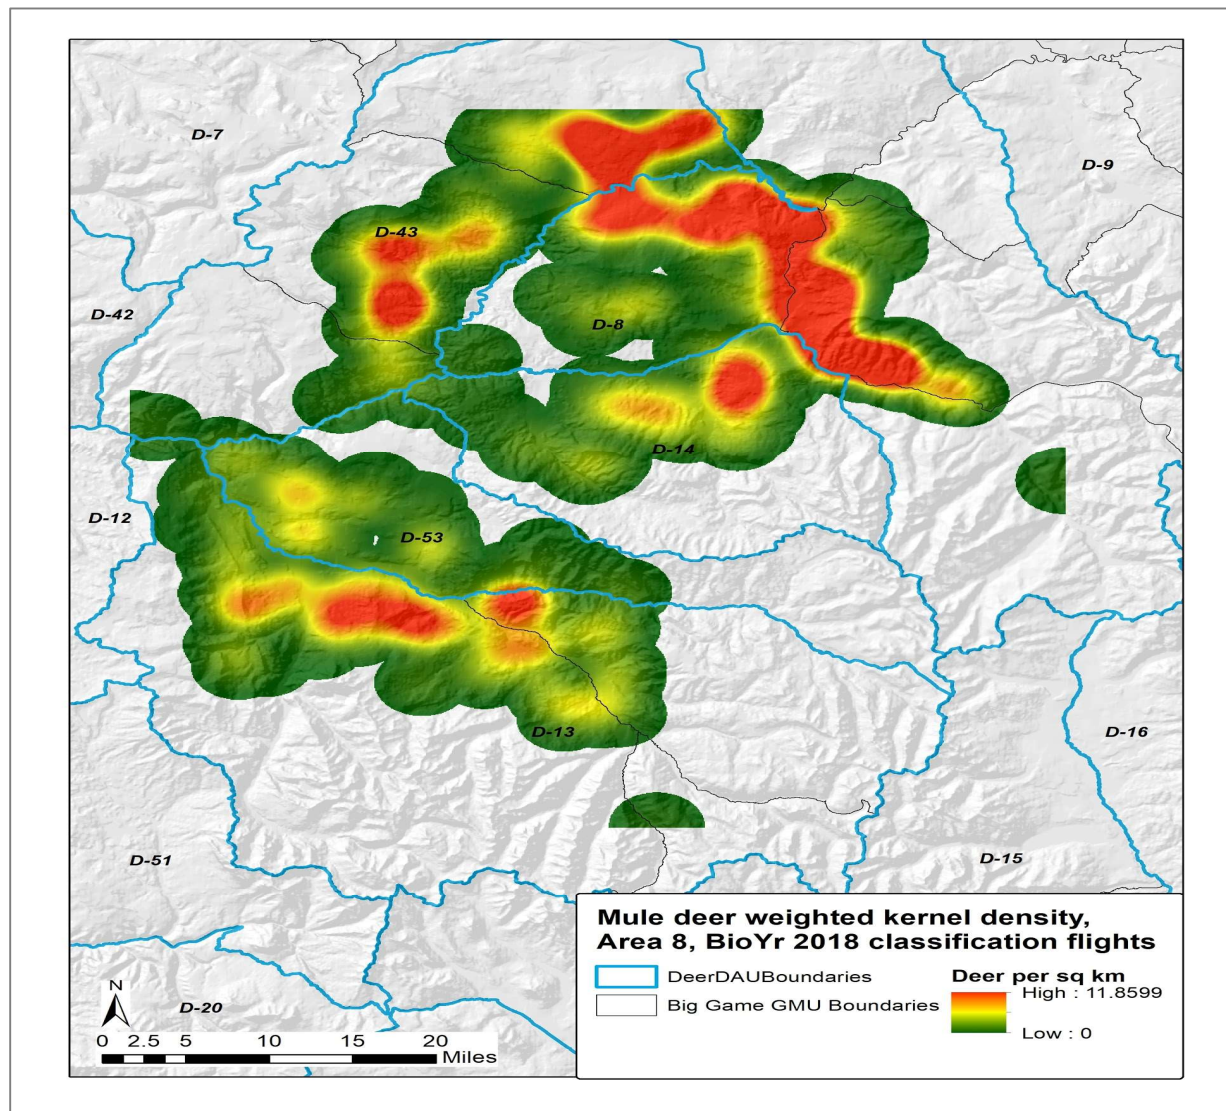 D-7
D-9
D-43
D-42
D-8
D-14
D-12
D-53
D-13
D-16
D-51
D-15
D-20
Mule deer weighted kernel density,
Area 8, BioYr 2018 classification flights
DeerDAUBoundaries
Big Game GMU Boundaries
Deer per sq km
High : 11.8599
Low : 0
N
0 2.5 5 10 15 20
Miles